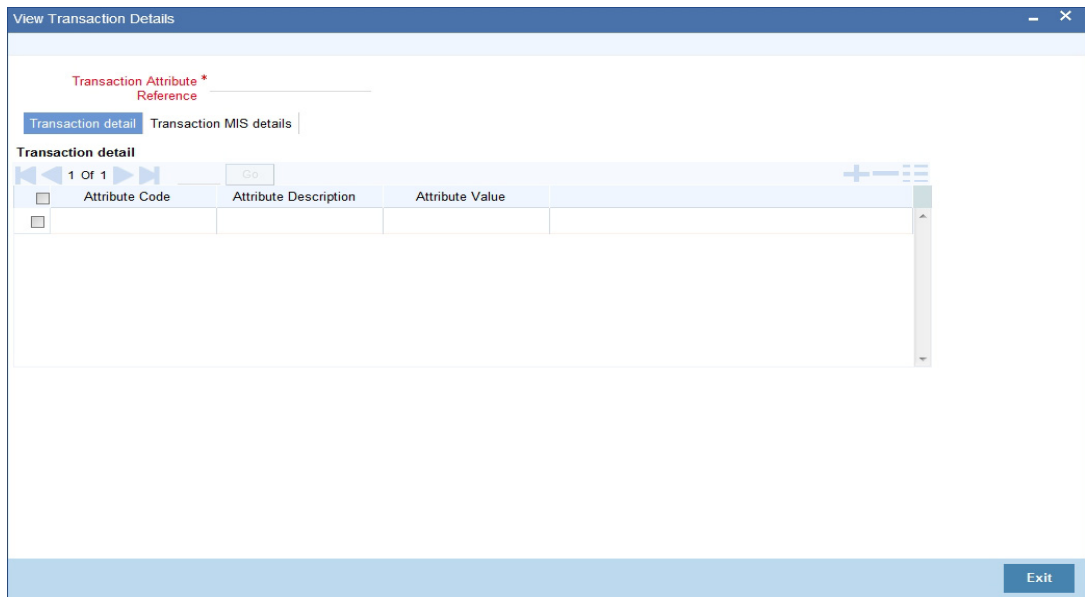 View Transaction Details
Transaction Attribute *
Reference
Transaction detail Transaction MIS details
Transaction detail
1 Of 1 Go
Attribute Code Attribute Description Attribute Value
Exit